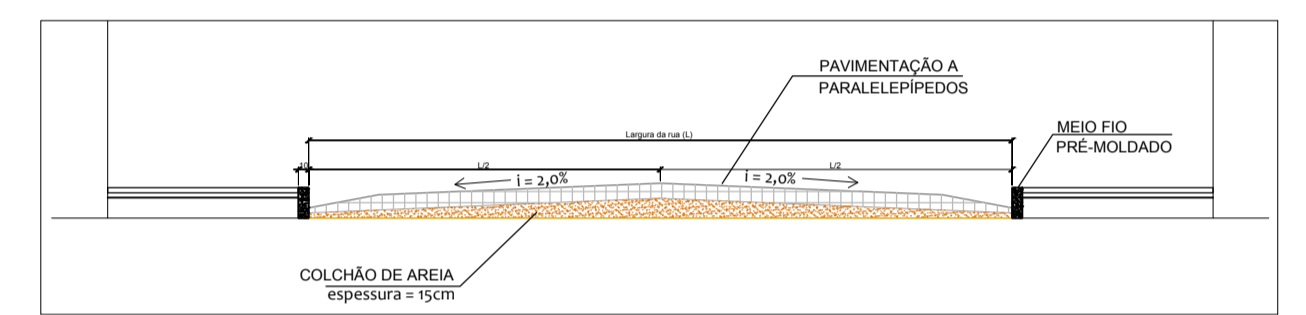 PAVIMENTAÇÃO A
PARALELEPÍPEDOS
MEIO FIO
PRÉ-MOLDADO
Largura da rua (L)
10
L/2
L/2
i = 2,0%
i = 2,0%
COLCHÃO DE AREIA
espessura = 15cm